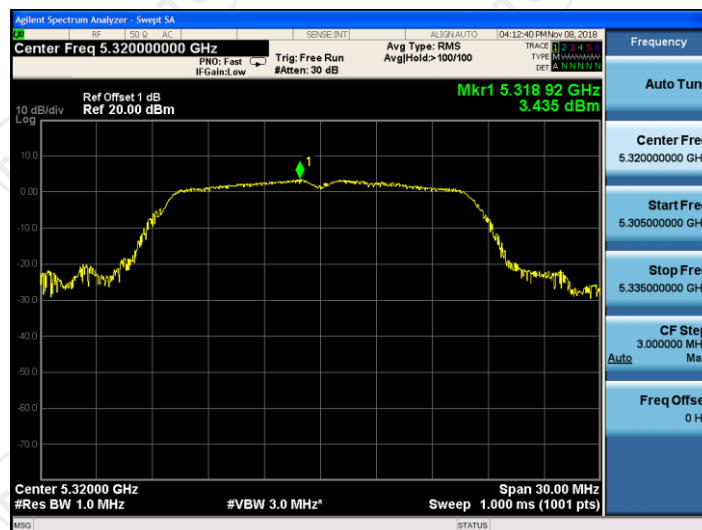 Agilent Spectrum Analyzer - Swept SA
LXI RF 50 Ω AC SENSE:INT ALIGN AUTO 04:12:40 PM Nov 08, 2018
Center Freq 5.320000000 GHz
PNO: Fast
IFGain:Low
Trig: Free Run
#Atten: 30 dB
Avg Type: RMS
Avg|Hold:>100/100
TRACE 1 2 3 4 5 6
TYPE M
DET A N N N N N
Frequency
Mkr1 5.318 92 GHz
3.435 dBm
Ref Offset 1 dB
10 dB/div Ref 20.00 dBm
Log
10.0
0.00
-10.0
-20.0
-30.0
-40.0
-50.0
-60.0
-70.0
1
Auto Tun
Center Fre
5.320000000 GH
Start Fre
5.305000000 GH
Stop Fre
5.335000000 GH
CF Ste
3.000000 MH
Auto Ma
Freq Offse
0 H
Center 5.32000 GHz Span 30.00 MHz
#Res BW 1.0 MHz #VBW 3.0 MHz* Sweep 1.000 ms (1001 pts)
MSG STATUS